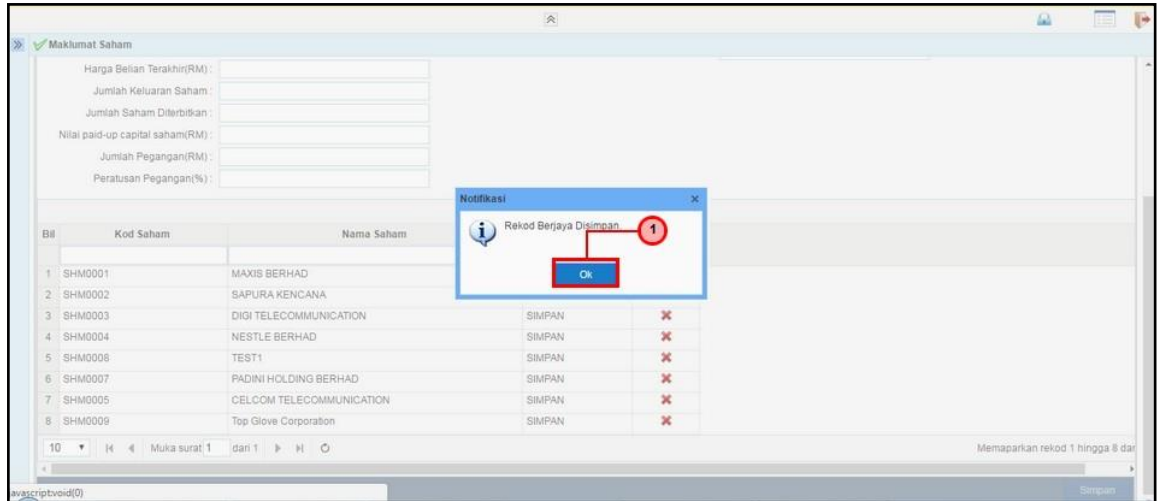 Maklumat Saham
Harga Belian Terakhir(RM) :
Jumlah Keluaran Saham :
Jumlah Saham Diterbitkan :
Nilai paid-up capital saham(RM) :
Jumlah Pegangan(RM) :
Peratusan Pegangan(%) :
Notifikasi x
Rekod Berjaya Disimpan.
1
Ok
Bil Kod Saham Nama Saham
1 SHM0001 MAXIS BERHAD
2 SHM0002 SAPURA KENCANA
3 SHM0003 DIGI TELECOMMUNICATION SIMPAN
4 SHM0004 NESTLE BERHAD SIMPAN
5 SHM0008 TEST1 SIMPAN
6 SHM0007 PADINI HOLDING BERHAD SIMPAN
7 SHM0005 CELCOM TELECOMMUNICATION SIMPAN
8 SHM0009 Top Glove Corporation SIMPAN
10 Muka surat 1 dari 1 Memaparkan rekod 1 hingga 8 dar
avascript:void(0) Simpan